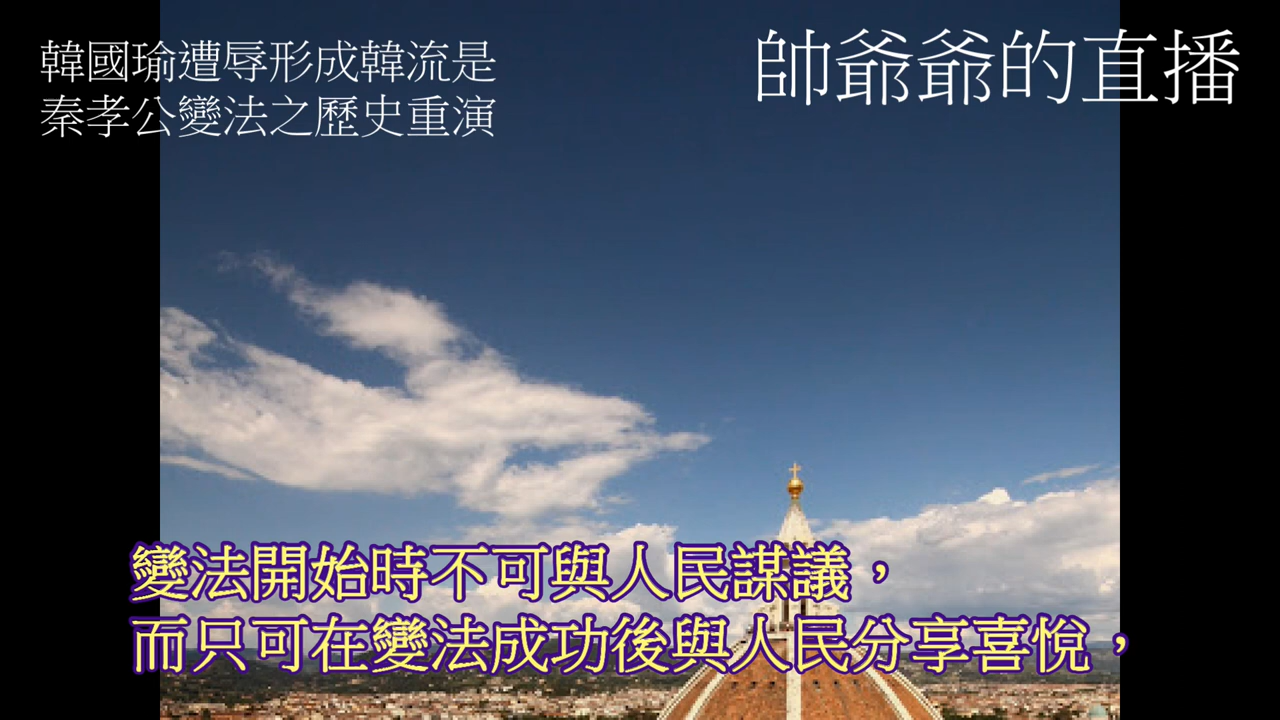 韓國瑜遭辱形成韓流是
秦孝公變法之歷史重演
帥爺爺的直播
變法開始時不可與人民謀議，
而只可在變法成功後與人民分享喜悅，